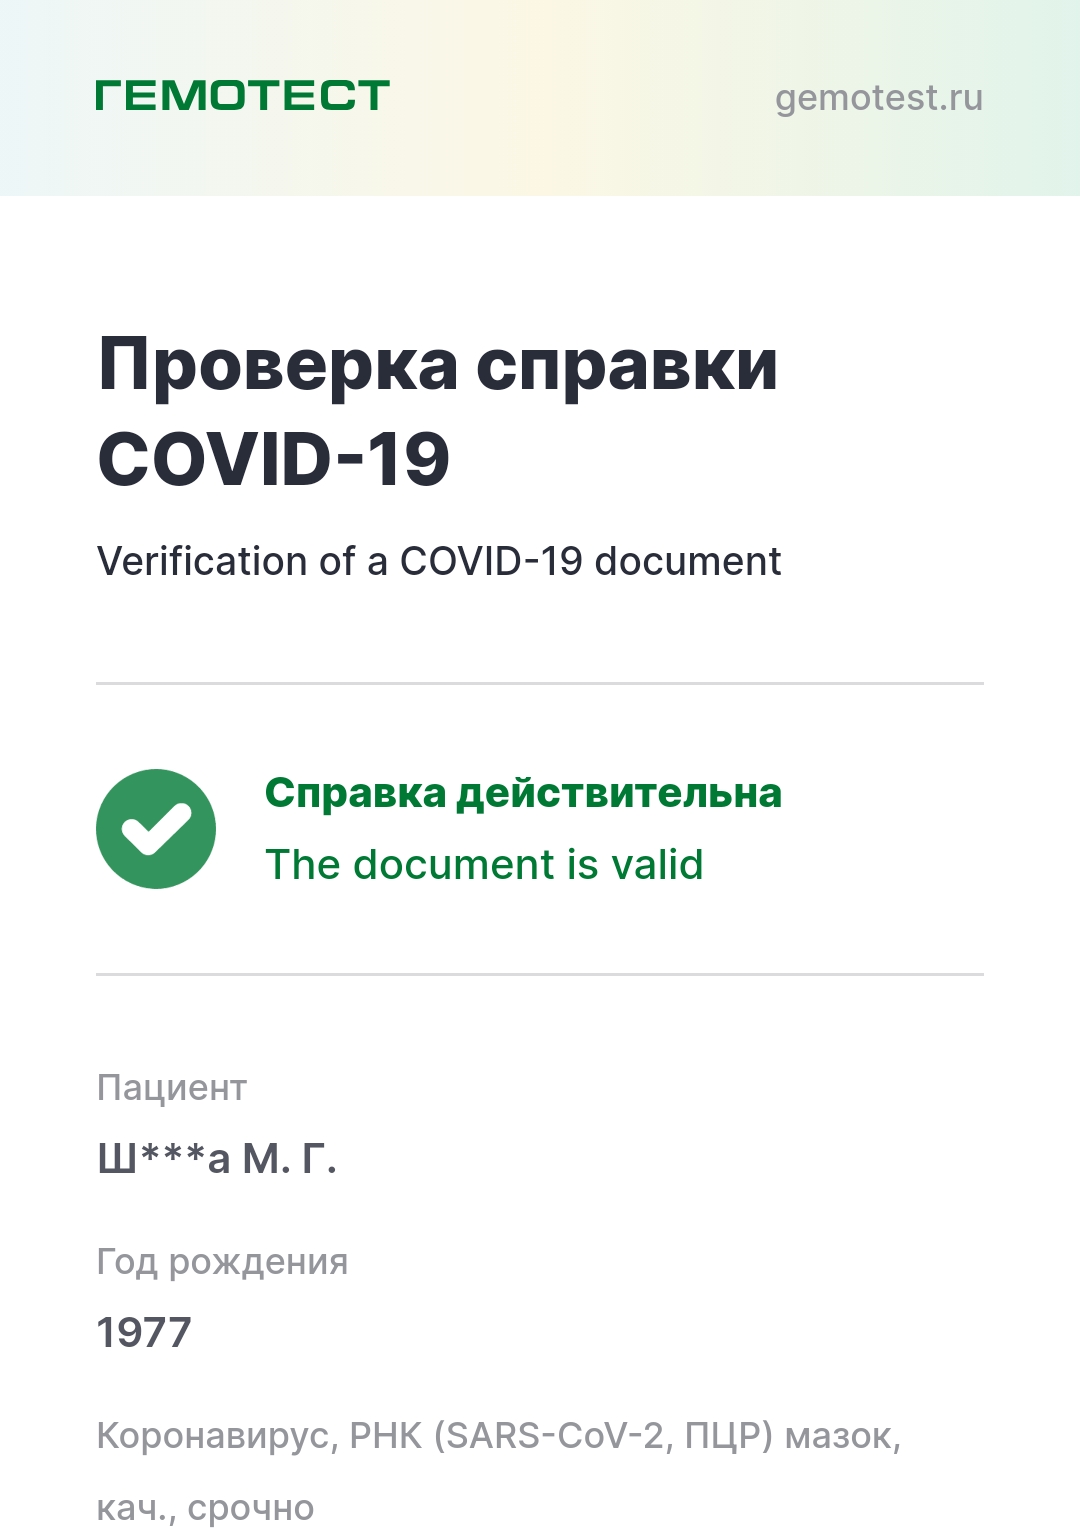 ГЕМОТЕСТ
gemotest.ru
Проверка справки
COVID-19
Verification of a COVID-19 document
Справка действительна
The document is valid
Пациент
Ш***а М. Г.
Год рождения
1977
Коронавирус, РНК (SARS-CoV-2, ПЦР) мазок,
кач., срочно